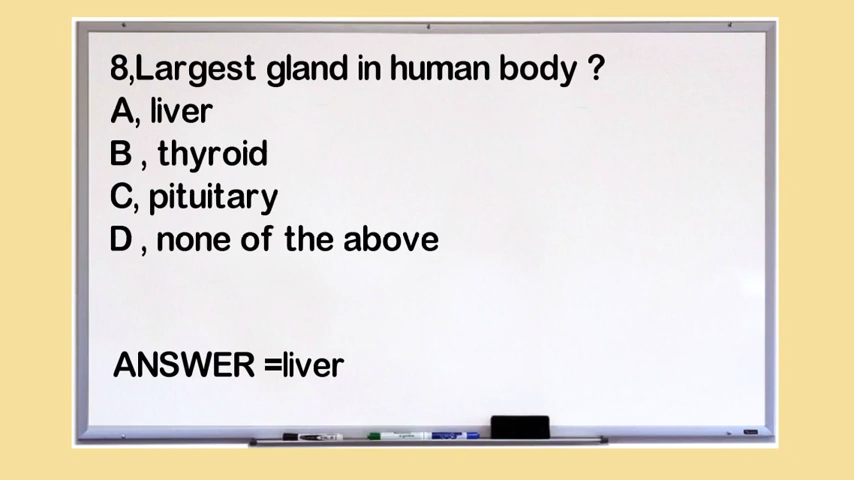 8,Largest gland in human body ?
A, liver
B , thyroid
C, pituitary
D , none of the above
ANSWER =liver